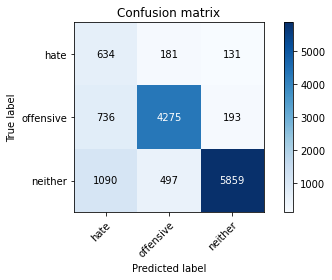 Confusion matrix
True label
hate 634 181 131
offensive 736 4275 193
neither 1090 497 5859
hate offensive neither
Predicted label
5000
4000
3000
2000
1000